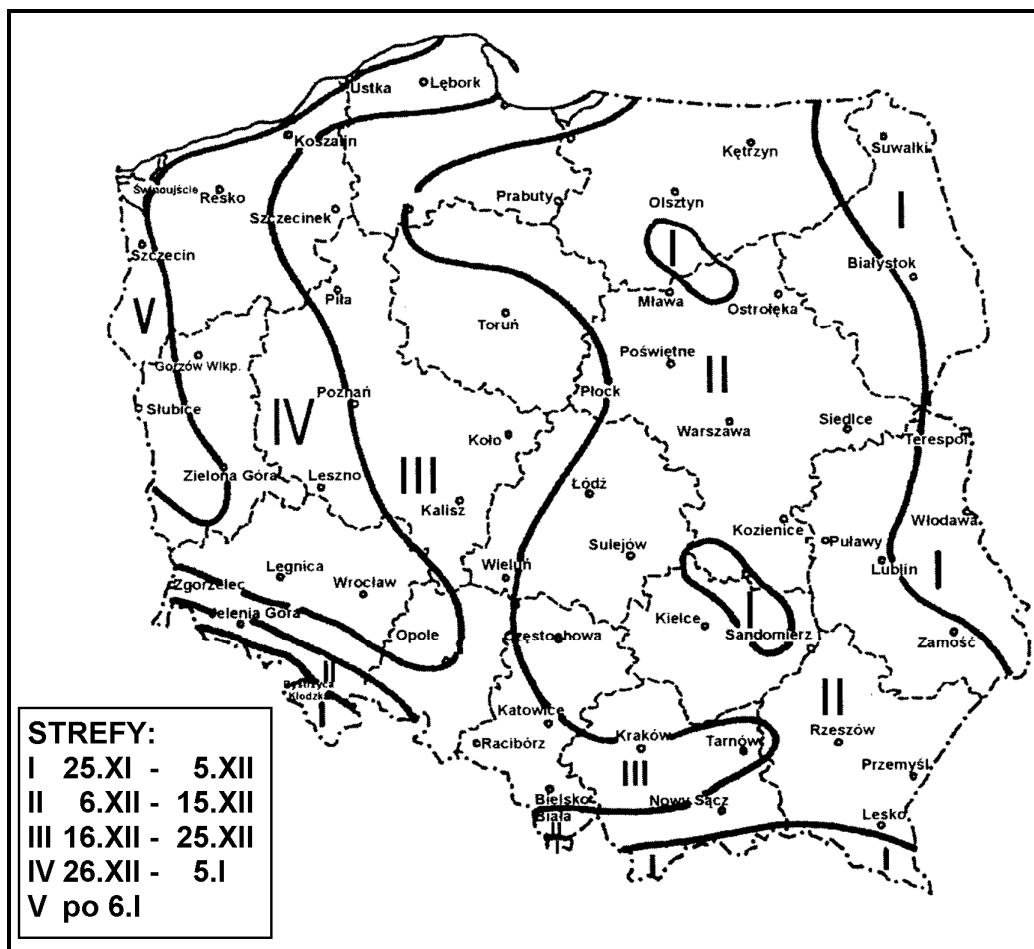 Ustka
Lębork
Koszalin
Kętrzyn
Suwałki
Świnoujście
Resko
Prabuty
Olsztyn
I
Szczecinek
Szczecin
I
Białystok
Piła
Mława
Ostrołęka
V
Toruń
Gorzów Wlkp.
Poświętne
II
Słubice
Poznań
Płock
IV
Koło
Warszawa
Siedlce
Terespol
Zielona Góra
Leszno
III
Kalisz
Łódź
Kozienice
Włodawa
Sulejów
Puławy
Lublin
I
Legnica
Wieluń
Zgorzelec
Wrocław
Jelenia Góra
Opole
Częstochowa
Kielce
I
Sandomierz
Zamość
II
Bystrzyca
Kłodzka
I
II
Katowice
Racibórz
Kraków
Tarnów
Rzeszów
III
Przemyśl
Bielsko
Biała
Nowy Sącz
Lesko
II
I
I
STREFY:
I 25.XI - 5.XII
II 6.XII - 15.XII
III 16.XII - 25.XII
IV 26.XII - 5.I
V po 6.I